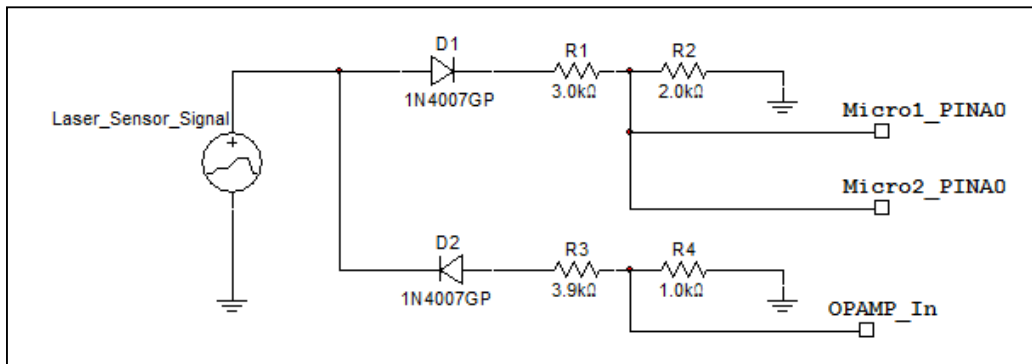 D1
1N4007GP
R1
3.0kΩ
R2
2.0kΩ
Laser_Sensor_Signal
+
Micro1_PINA0
Micro2_PINA0
D2
1N4007GP
R3
3.9kΩ
R4
1.0kΩ
OPAMP_In